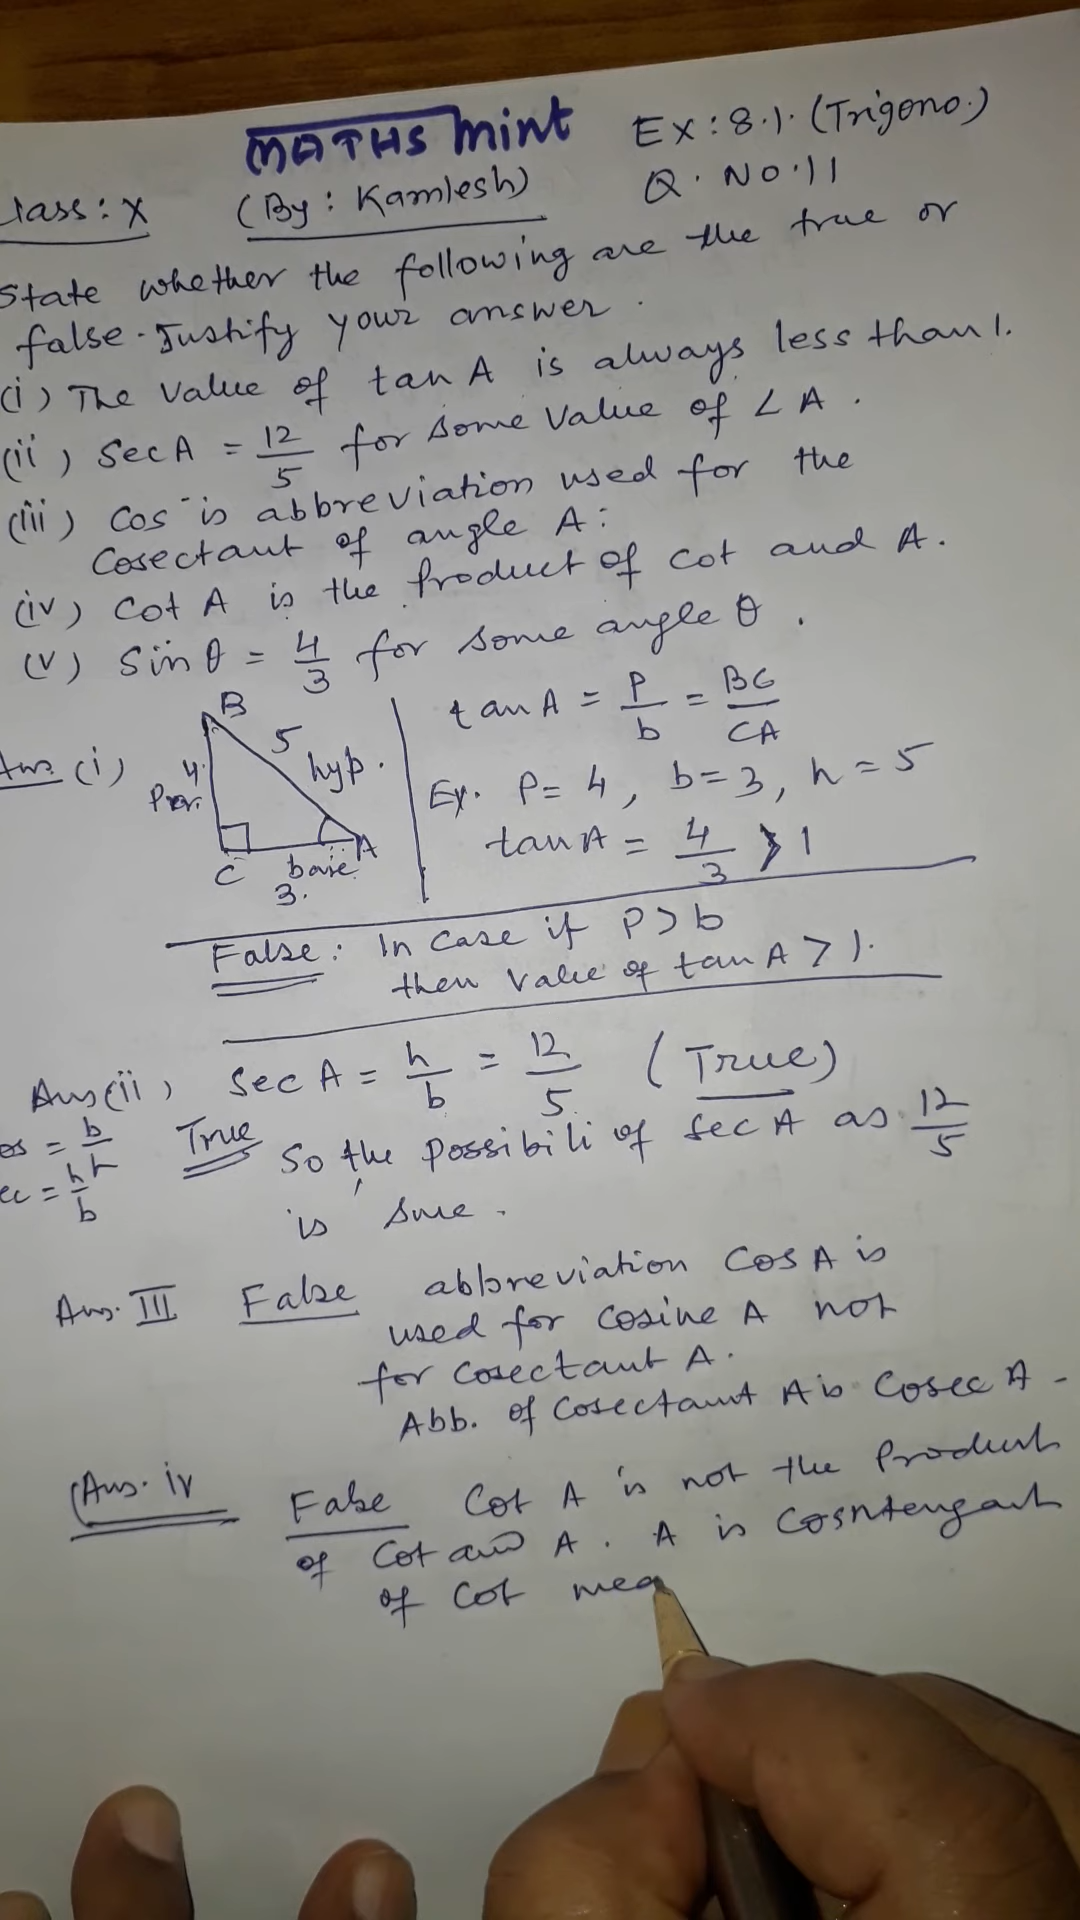 MATHS mint Ex: 8.1. (Trigono.)
lass: X (By: Kamlesh) Q. No. 11
State whether the following are the true or
false. Justify your answer.
(i) The value of tan A is always less than 1.
(ii) Sec A = 12/5 for some value of ∠A.
(iii) Cos is abbreviation used for the
Cosectant of angle A:
(iv) Cot A is the product of cot and A.
(v) Sin θ = 4/3 for some angle θ.
Ans (i)
B
4 5
Per. hyp.
C base A
3.
tan A = P/b = BC/CA
Ex. P = 4, b = 3, h = 5
tan A = 4/3 > 1
False: In case if P > b
then value of tan A > 1.
Ans (ii) Sec A = h/b = 12/5 (True)
os = b/h True So the possibili of sec A as 12/5
ec = h/b is sure.
Ans. III False abbreviation Cos A is
used for Cosine A not
for Cosectaut A.
Abb. of Cosectaunt A is Cosec A -
(Ans. iv False Cot A is not the Product
of Cot and A. A is Cosntengant
of Cot mea